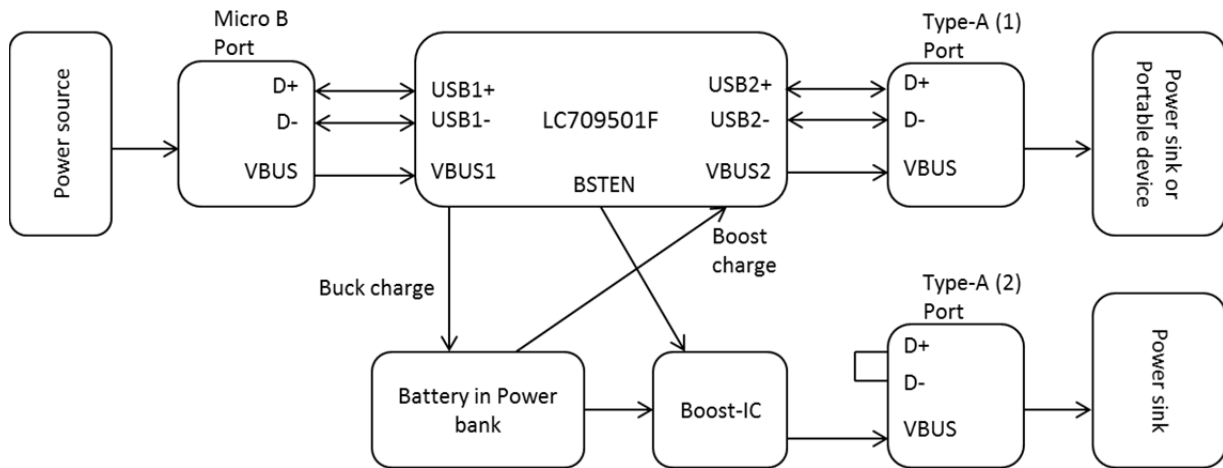 Micro B
Port
Type-A (1)
Port
Power source
D+
D-
VBUS
USB1+
USB1-
VBUS1
LC709501F
BSTEN
USB2+
USB2-
VBUS2
D+
D-
VBUS
Power sink or
Portable device
Buck charge
Boost
charge
Type-A (2)
Port
Battery in Power
bank
Boost-IC
D+
D-
VBUS
Power sink